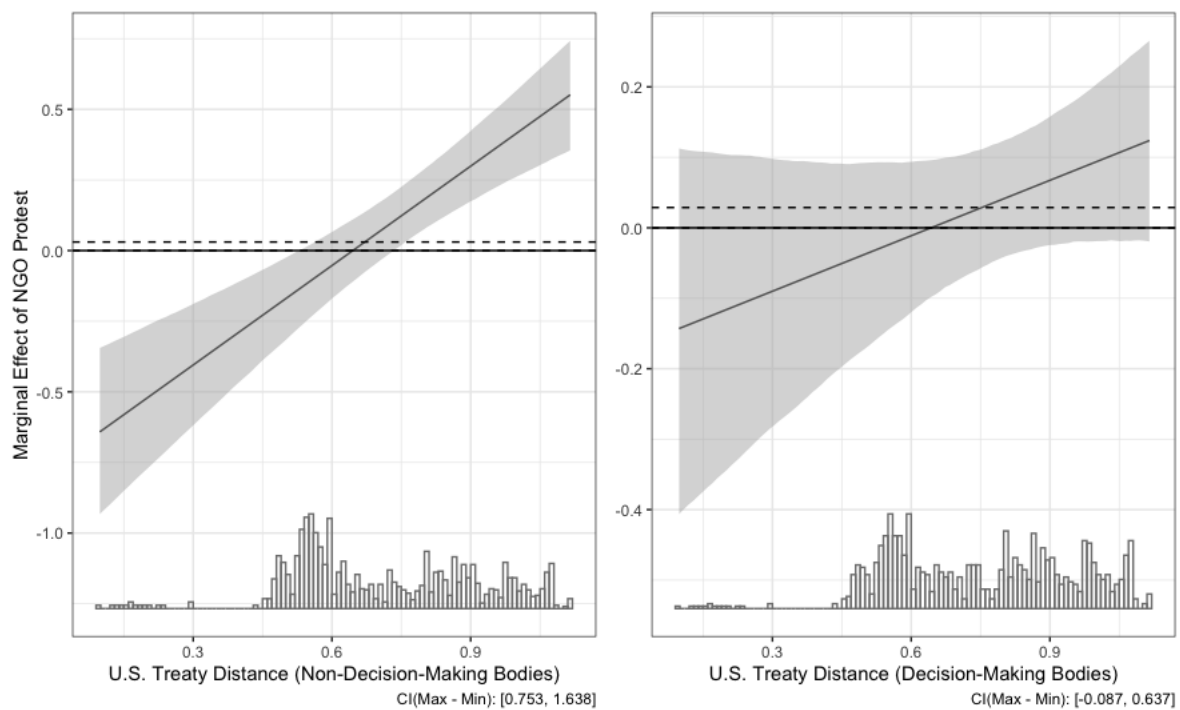 Marginal Effect of NGO Protest
0.5
0.0
-0.5
-1.0
0.3
0.6
0.9
U.S. Treaty Distance (Non-Decision-Making Bodies)
CI(Max - Min): [0.753, 1.638]
0.2
0.0
-0.2
-0.4
0.3
0.6
0.9
U.S. Treaty Distance (Decision-Making Bodies)
CI(Max - Min): [-0.087, 0.637]